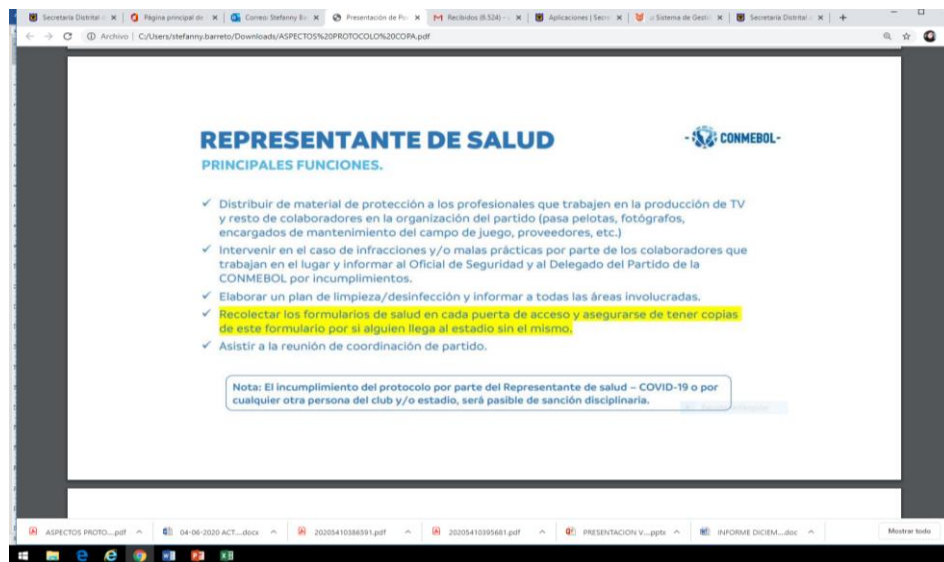 Secretaria Distrital
Página principal de
Correo: Stefanny
Presentación de
Recibidos (6.524)
Aplicaciones | Secre
Sistema de Gesti
Secretaria Distrital
Archivo | C:/Users/stefanny.barreto/Downloads/ASPECTOS%20PROTOCOLO%20COPA.pdf
REPRESENTANTE DE SALUD
CONMEBOL
PRINCIPALES FUNCIONES.
✓ Distribuir de material de protección a los profesionales que trabajen en la producción de TV
y resto de colaboradores en la organización del partido (pasa pelotas, fotógrafos,
encargados de mantenimiento del campo de juego, proveedores, etc.)
✓ Intervenir en el caso de infracciones y/o malas prácticas por parte de los colaboradores que
trabajan en el lugar y informar al Oficial de Seguridad y al Delegado del Partido de la
CONMEBOL por incumplimientos.
✓ Elaborar un plan de limpieza/desinfección y informar a todas las áreas involucradas.
✓ Recolectar los formularios de salud en cada puerta de acceso y asegurarse de tener copias
de este formulario por si alguien llega al estadio sin el mismo.
✓ Asistir a la reunión de coordinación de partido.
Nota: El incumplimiento del protocolo por parte del Representante de salud – COVID-19 o por
cualquier otra persona del club y/o estadio, será pasible de sanción disciplinaria.
ASPECTOS PROTO....pdf
04-06-2020 ACT....docx
20205410386591.pdf
20205410395681.pdf
PRESENTACION V....pptx
INFORME DICIEM....doc
Mostrar todo